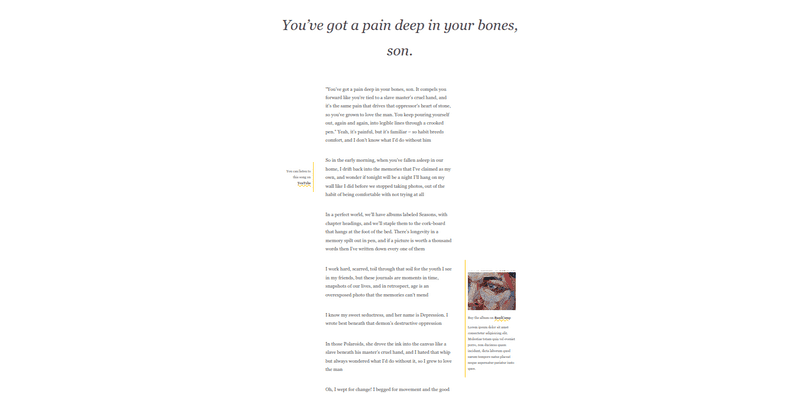 You've got a pain deep in your bones,
son.
"You've got a pain deep in your bones, son. It compels you
forward like you're tied to a slave master's cruel hand, and
it's the same pain that drives that oppressor's heart of stone,
so you've grown to love the man. You keep pouring yourself
out, again and again, into legible lines through a crooked
pen." Yeah, it's painful, but it's familiar – so habit breeds
comfort, and I don't know what I'd do without him
You can listen to
this song on
YouTube
So in the early morning, when you've fallen asleep in our
home, I drift back into the memories that I've claimed as my
own, and wonder if tonight will be a night I'll hang on my
wall like I did before we stopped taking photos, out of the
habit of being comfortable with not trying at all
In a perfect world, we'll have albums labeled Seasons, with
chapter headings, and we'll staple them to the cork-board
that hangs at the foot of the bed. There's longevity in a
memory spilt out in pen, and if a picture is worth a thousand
words then I've written down every one of them
I work hard, scarred, toil through that soil for the youth I see
in my friends, but these journals are moments in time,
snapshots of our lives, and in retrospect, age is an
overexposed photo that the memories can't mend
Buy the album on
I know my sweet seductress, and her name is Depression. I
wrote best beneath that demon's destructive oppression
In those Polaroids, she drove the ink into the canvas like a
slave beneath his master's cruel hand, and I hated that whip
but always wondered what I'd do without it, so I grew to love
the man
Lorem ipsum dolor sit amet
consectetur adipisicing elit.
Oh, I wept for change! I begged for movement and the good